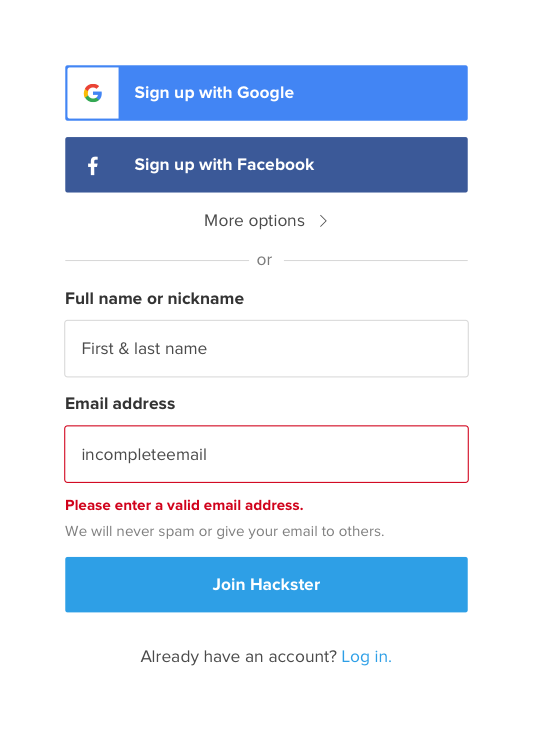 Sign up with Google
Sign up with Facebook
More options
or
Full name or nickname
First & last name
Email address
incompleteemail
Please enter a valid email address.
We will never spam or give your email to others.
Join Hackster
Already have an account? Log in.